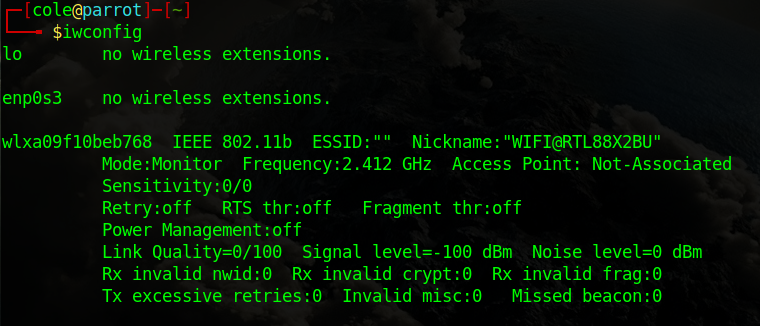 ┌─[cole@parrot]─[~]
└──╼ $iwconfig
lo        no wireless extensions.
enp0s3    no wireless extensions.
wlxa09f10beb768  IEEE 802.11b  ESSID:""  Nickname:"WIFI@RTL88X2BU"
          Mode:Monitor  Frequency:2.412 GHz  Access Point: Not-Associated
          Sensitivity:0/0
          Retry:off   RTS thr:off   Fragment thr:off
          Power Management:off
          Link Quality=0/100  Signal level=-100 dBm  Noise level=0 dBm
          Rx invalid nwid:0  Rx invalid crypt:0  Rx invalid frag:0
          Tx excessive retries:0  Invalid misc:0   Missed beacon:0